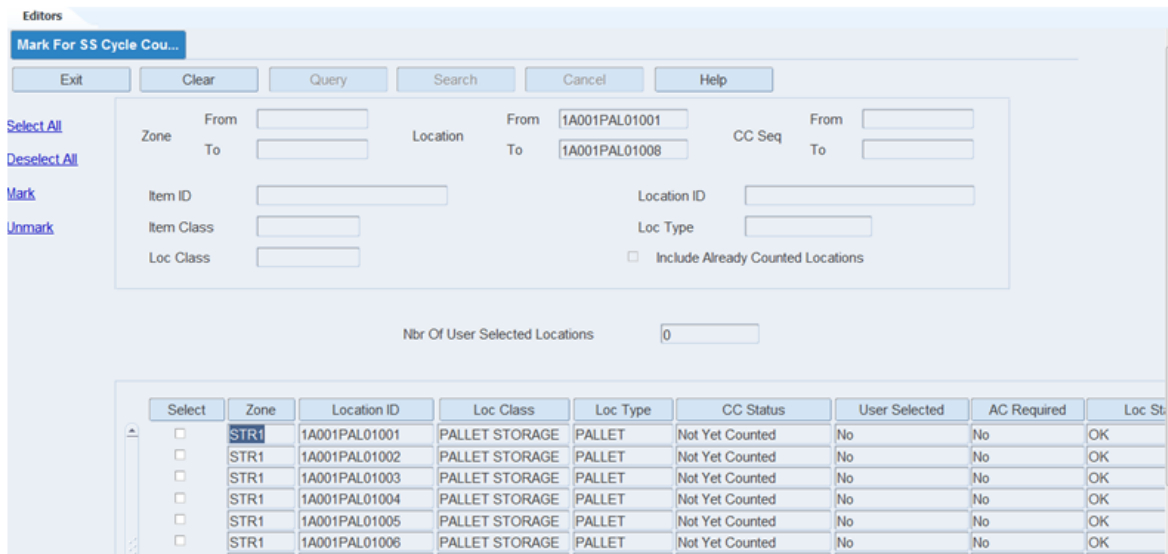 Editors
Mark For SS Cycle Cou...
Exit Clear Query Search Cancel Help
Select All
Deselect All
Mark
Unmark
Zone From To
Location From 1A001PAL01001 To 1A001PAL01008
CC Seq From To
Item ID Location ID
Item Class Loc Type
Loc Class Include Already Counted Locations
Nbr Of User Selected Locations 0
Select Zone Location ID Loc Class Loc Type CC Status User Selected AC Required Loc Sta
STR1 1A001PAL01001 PALLET STORAGE PALLET Not Yet Counted No No OK
STR1 1A001PAL01002 PALLET STORAGE PALLET Not Yet Counted No No OK
STR1 1A001PAL01003 PALLET STORAGE PALLET Not Yet Counted No No OK
STR1 1A001PAL01004 PALLET STORAGE PALLET Not Yet Counted No No OK
STR1 1A001PAL01005 PALLET STORAGE PALLET Not Yet Counted No No OK
STR1 1A001PAL01006 PALLET STORAGE PALLET Not Yet Counted No No OK